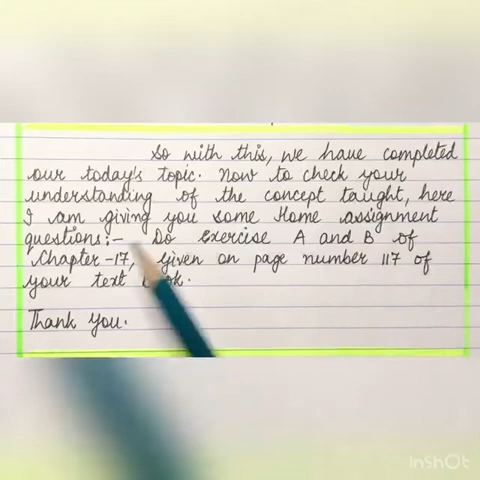 So with this, we have completed
our today's topic. Now to check your
understanding of the concept taught, here
I am giving you some Home assignment
questions:- Do Exercise A and B of
Chapter-17, given on page number 117 of
your text book.
Thank you.
InShOt